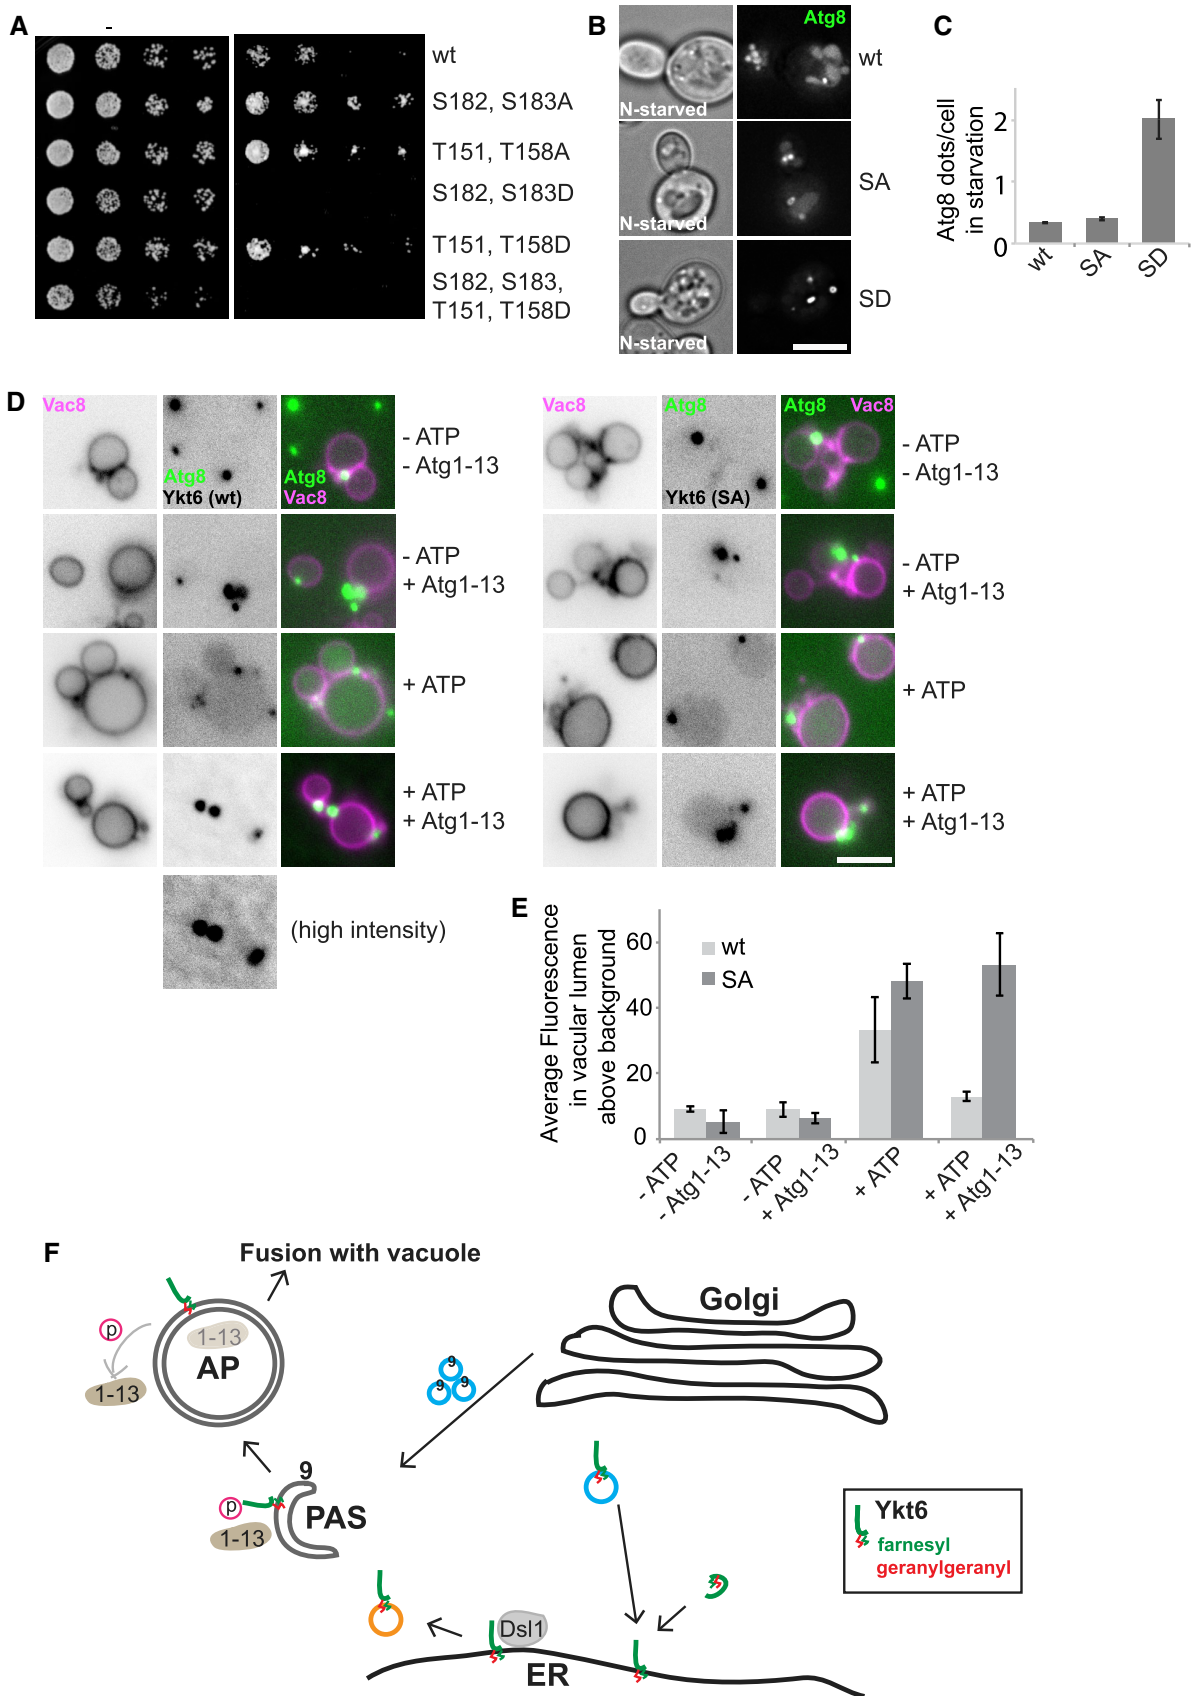 A
-
wt
S182, S183A
T151, T158A
S182, S183D
T151, T158D
S182, S183,
T151, T158D
B
Atg8
N-starved
wt
N-starved
SA
N-starved
SD
C
Atg8 dots/cell
in starvation
2
1
0
wt
SA
SD
D
Vac8
Atg8
Ykt6 (wt)
Atg8
Vac8
- ATP
- Atg1-13
- ATP
+ Atg1-13
+ ATP
+ ATP
+ Atg1-13
(high intensity)
Vac8
Atg8
Ykt6 (SA)
Atg8 Vac8
- ATP
- Atg1-13
- ATP
+ Atg1-13
+ ATP
+ ATP
+ Atg1-13
E
Average Fluorescence
in vacular lumen
above background
60
40
20
0
wt
SA
- ATP
- Atg1-13
- ATP
+ Atg1-13
+ ATP
+ ATP
+ Atg1-13
F
Fusion with vacuole
Golgi
p
1-13
AP
1-13
9
9
9
9
PAS
p
1-13
Dsl1
ER
Ykt6
farnesyl
geranylgeranyl